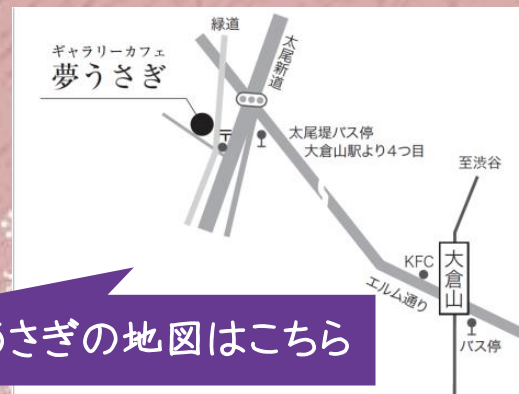 緑道
太尾新道
ギャラリーカフェ
夢うさぎ
〒
太尾堤バス停
大倉山駅より4つ目
至渋谷
KFC
大倉山
エルム通り
バス停
うさぎの地図はこちら